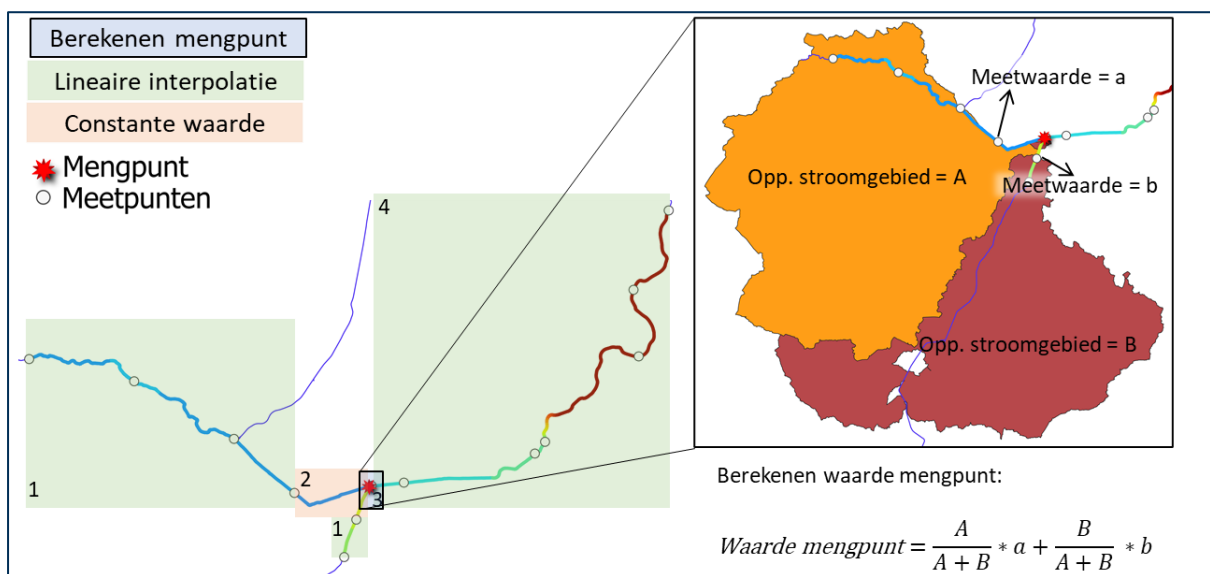 Berekenen mengpunt
Lineaire interpolatie
Constante waarde
Mengpunt
Meetpunten
4
1
2
3
1
Meetwaarde = a
Opp. stroomgebied = A
Meetwaarde = b
Opp. stroomgebied = B
Berekenen waarde mengpunt:
Waarde mengpunt = A/(A + B) * a + B/(A + B) * b